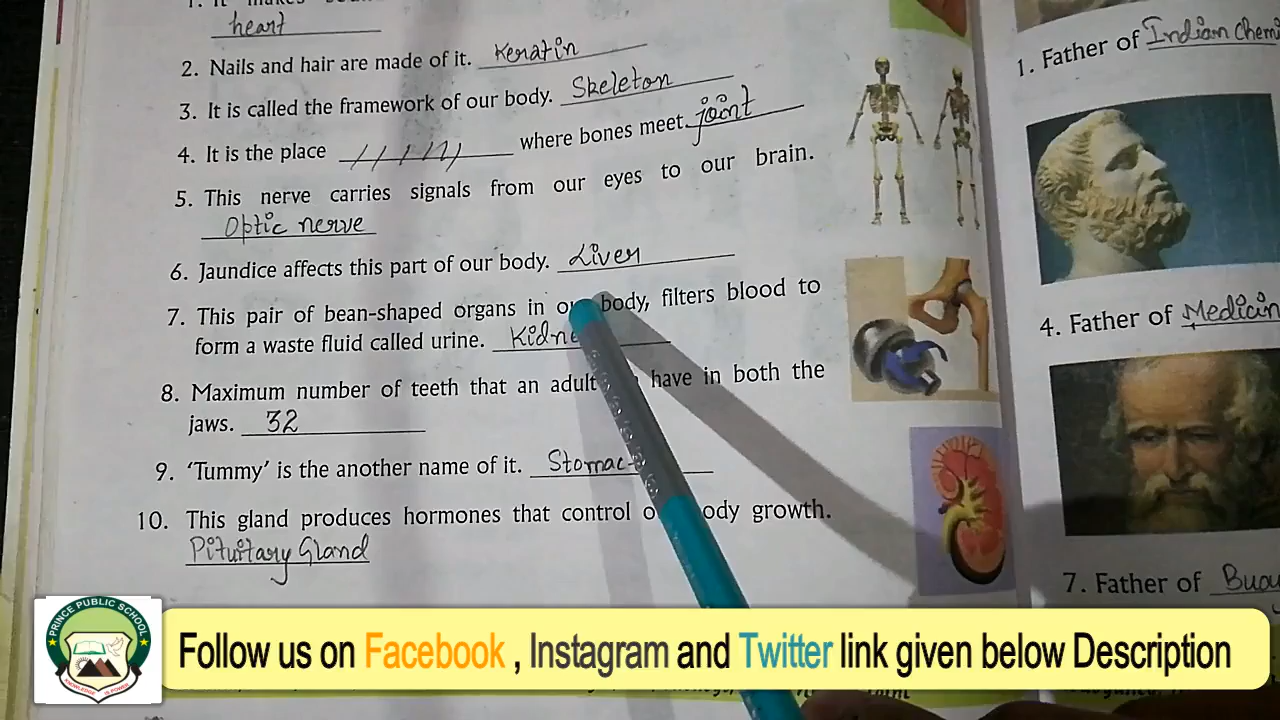 heart
2. Nails and hair are made of it. Keratin
3. It is called the framework of our body. Skeleton
4. It is the place where bones meet. joint
5. This nerve carries signals from our eyes to our brain.
Optic nerve
6. Jaundice affects this part of our body. Liver
7. This pair of bean-shaped organs in our body, filters blood to
form a waste fluid called urine. Kidne
8. Maximum number of teeth that an adult have in both the
jaws. 32
9. 'Tummy' is the another name of it. Stomac
10. This gland produces hormones that control body growth.
Pituitary Gland
1. Father of Indian Chemi
4. Father of Medicin
7. Father of Buoy
PRINCE PUBLIC SCHOOL
KNOWLEDGE IS POWER
Follow us on Facebook , Instagram and Twitter link given below Description